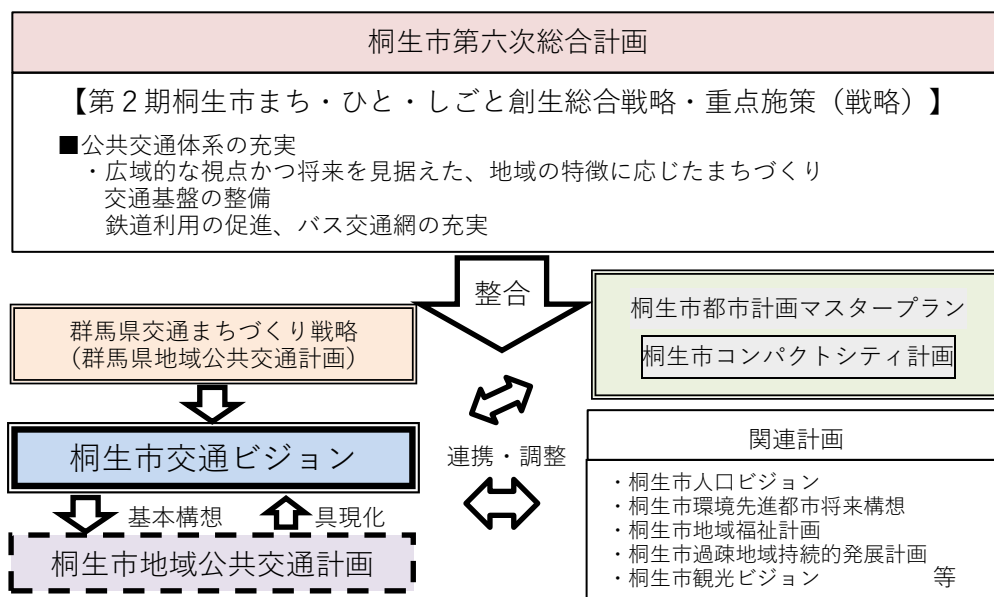 桐生市第六次総合計画
【第２期桐生市まち・ひと・しごと創生総合戦略・重点施策（戦略）】
■公共交通体系の充実
・広域的な視点かつ将来を見据えた、地域の特徴に応じたまちづくり
交通基盤の整備
鉄道利用の促進、バス交通網の充実
整合
群馬県交通まちづくり戦略
(群馬県地域公共交通計画)
桐生市都市計画マスタープラン
桐生市コンパクトシティ計画
桐生市交通ビジョン
連携・調整
基本構想
具現化
桐生市地域公共交通計画
関連計画
・桐生市人口ビジョン
・桐生市環境先進都市将来構想
・桐生市地域福祉計画
・桐生市過疎地域持続的発展計画
・桐生市観光ビジョン　等